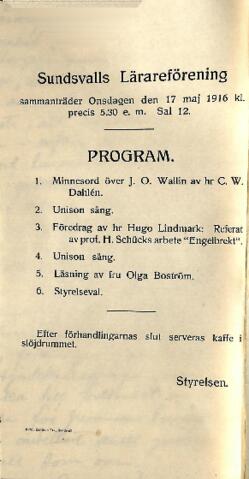 Sundsvalls Lärareförening
sammanträder Onsdagen den 17 maj 1916 kl.
precis 5,30 e. m. Sal 12.
PROGRAM.
1. Minnesord över J. O. Wallin av hr C. W.
Dahlén.
2. Unison sång.
3. Föredrag av hr Hugo Lindmark: Referat
av prof. H. Schücks arbete "Engelbrekt".
4. Unison sång.
5. Läsning av fru Olga Boström.
6. Styrelseval.
Efter förhandlingarnas slut serveras kaffe i
slöjdrummet.
Styrelsen.